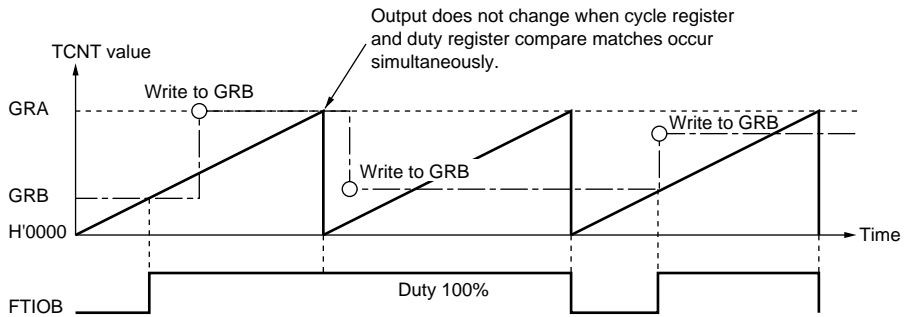 Output does not change when cycle register
and duty register compare matches occur
simultaneously.
TCNT value
Write to GRB
GRA
Write to GRB
Write to GRB
GRB
H'0000
Time
Duty 100%
FTIOB